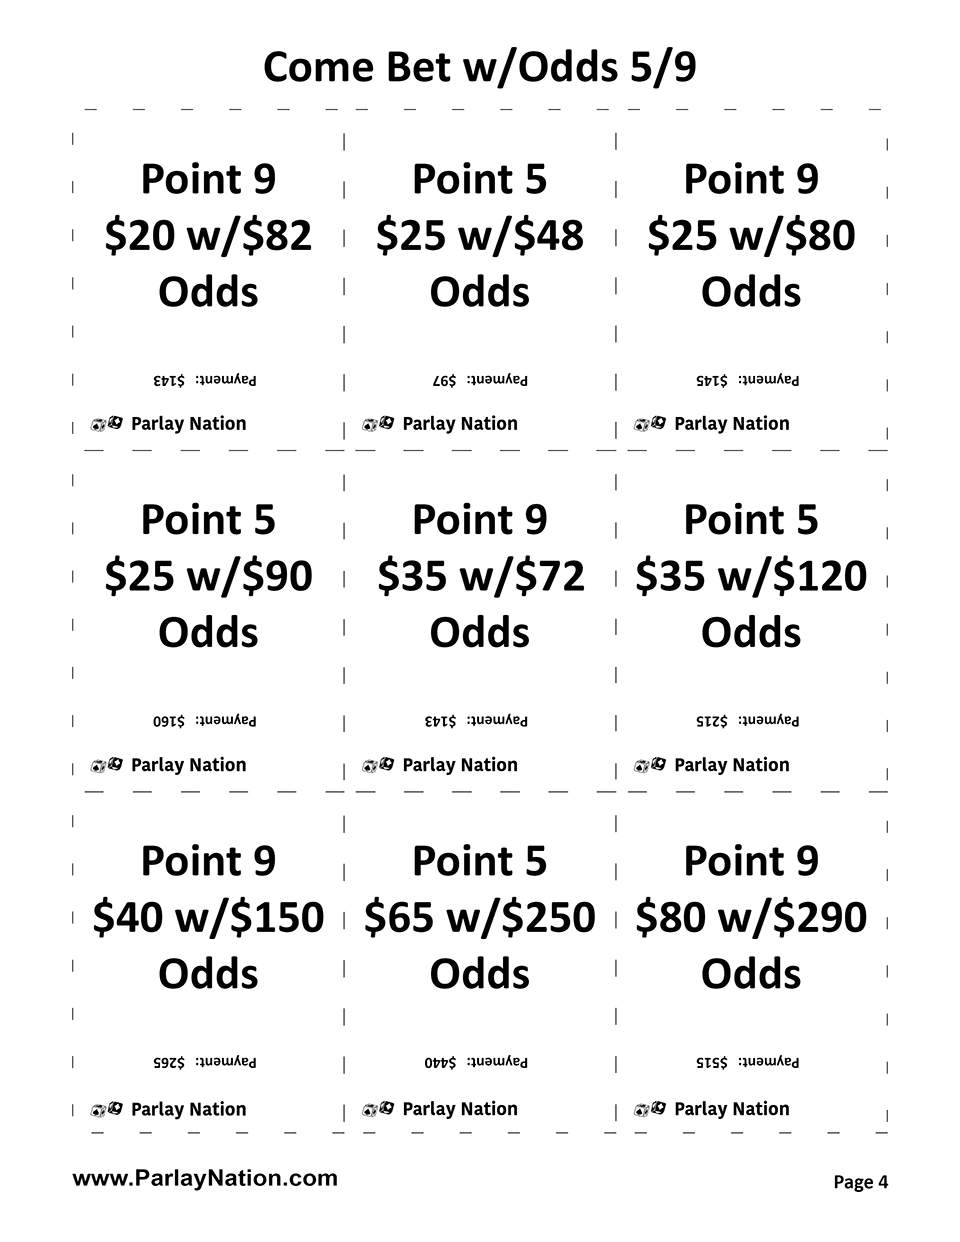 Come Bet w/Odds 5/9
Point 9
$20 w/$82
Odds
Payment: $143
Parlay Nation
Point 5
$25 w/$48
Odds
Payment: $97
Parlay Nation
Point 9
$25 w/$80
Odds
Payment: $145
Parlay Nation
Point 5
$25 w/$90
Odds
Payment: $160
Parlay Nation
Point 9
$35 w/$72
Odds
Payment: $143
Parlay Nation
Point 5
$35 w/$120
Odds
Payment: $215
Parlay Nation
Point 9
$40 w/$150
Odds
Payment: $265
Parlay Nation
Point 5
$65 w/$250
Odds
Payment: $440
Parlay Nation
Point 9
$80 w/$290
Odds
Payment: $515
Parlay Nation
www.ParlayNation.com
Page 4